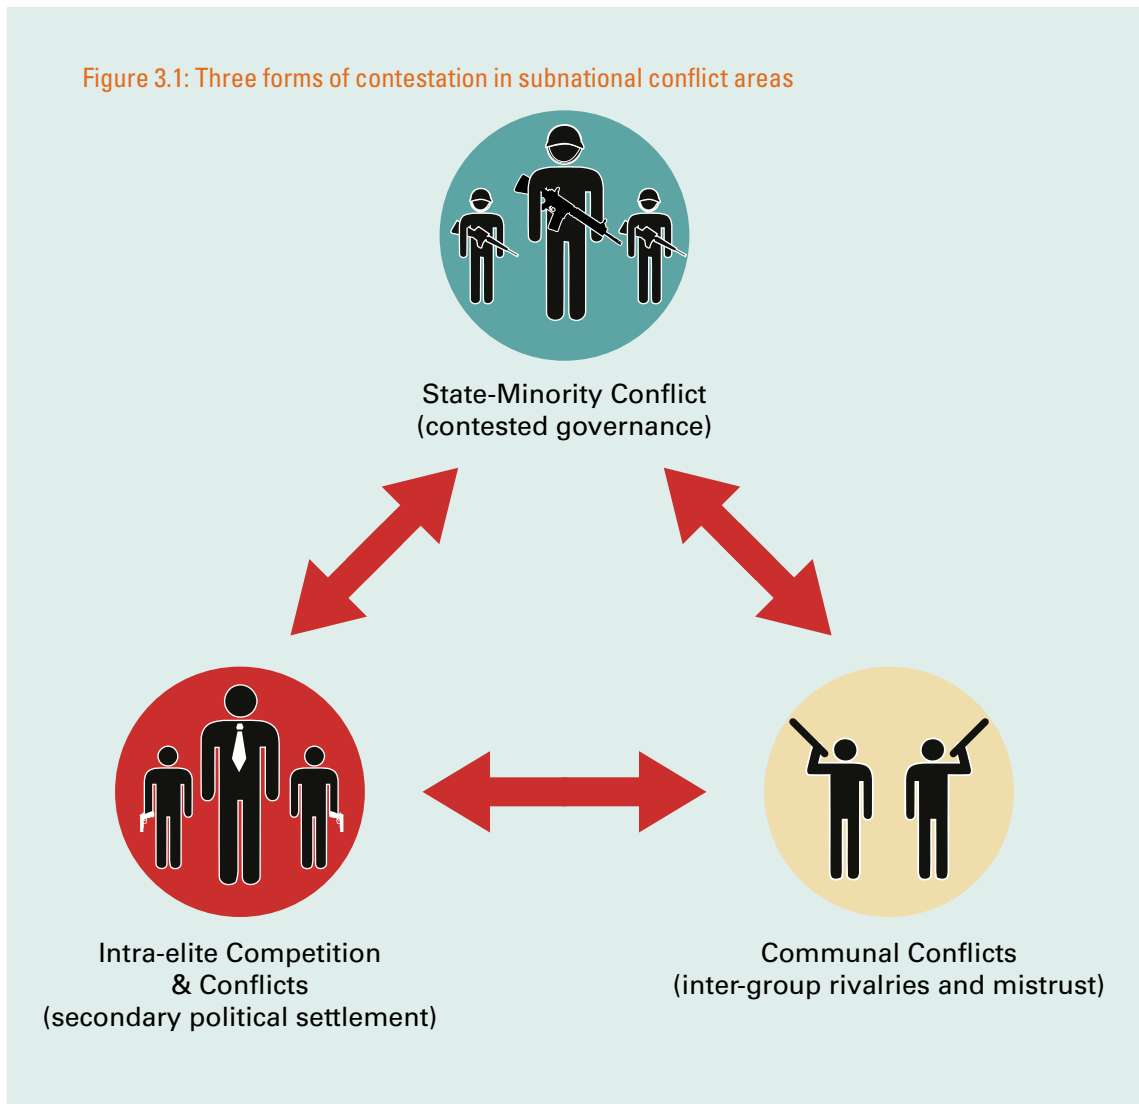 Figure 3.1: Three forms of contestation in subnational conflict areas
State-Minority Conflict
(contested governance)
Intra-elite Competition
& Conflicts
(secondary political settlement)
Communal Conflicts
(inter-group rivalries and mistrust)